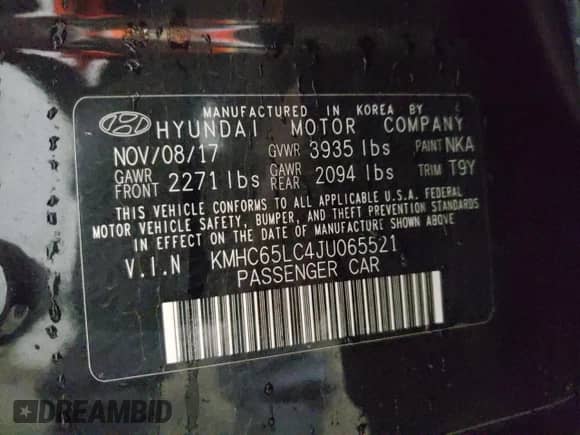 MANUFACTURED IN KOREA BY
HYUNDAI MOTOR COMPANY
NOV/08/17 GVWR 3935 lbs PAINT NKA
GAWR FRONT 2271 lbs GAWR REAR 2094 lbs TRIM T9Y
THIS VEHICLE CONFORMS TO ALL APPLICABLE U.S.A. FEDERAL
MOTOR VEHICLE SAFETY, BUMPER, AND THEFT PREVENTION STANDARDS
IN EFFECT ON THE DATE OF MANUFACTURE SHOWN ABOVE.
V.I.N KMHC65LC4JU065521
PASSENGER CAR
DREAMBID